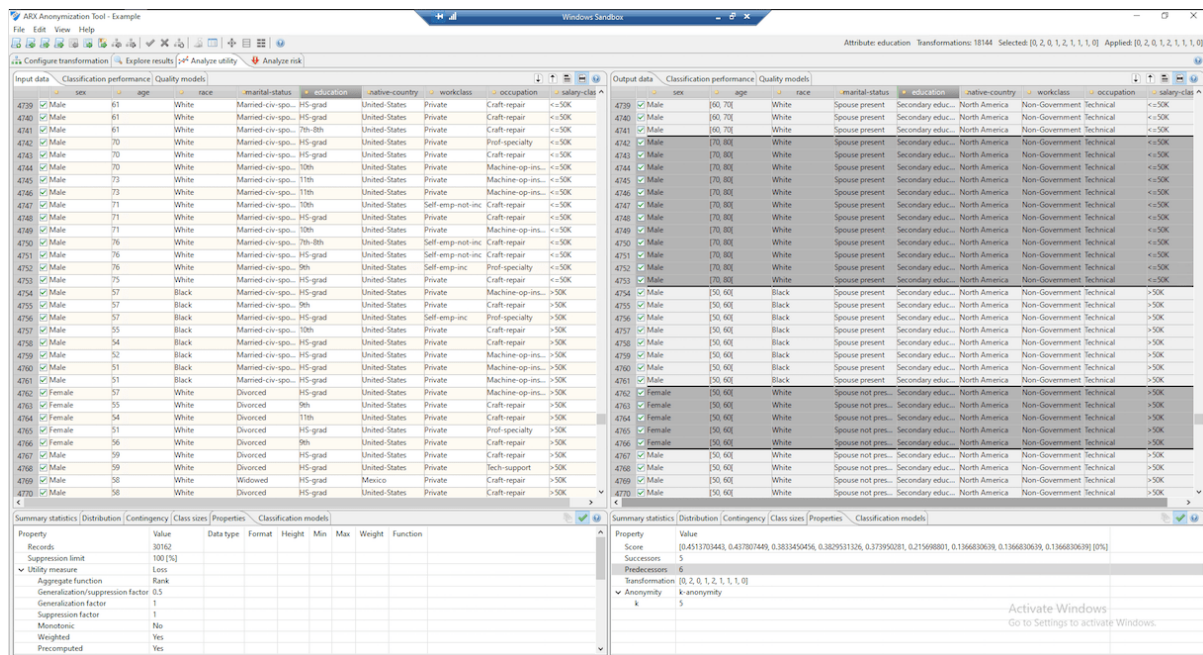 ARX Anonymization Tool - Example
Windows Sandbox
File Edit View Help
Attribute: education Transformations: 18144 Selected: [0, 2, 0, 1, 2, 1, 1, 1, 0] Applied: [0, 2, 0, 1, 2, 1, 1, 1, 0]
Configure transformation Explore results Analyze utility Analyze risk
Input data Classification performance Quality models
sex age race marital-status education native-country workclass occupation salary-clas
4739 Male 61 White Married-civ-spo... HS-grad United-States Private Craft-repair <=50K
4740 Male 61 White Married-civ-spo... HS-grad United-States Private Craft-repair <=50K
4741 Male 61 White Married-civ-spo... 7th-8th United-States Private Craft-repair <=50K
4742 Male 70 White Married-civ-spo... HS-grad United-States Private Prof-specialty <=50K
4743 Male 70 White Married-civ-spo... HS-grad United-States Private Craft-repair <=50K
4744 Male 70 White Married-civ-spo... 10th United-States Private Machine-op-ins... <=50K
4745 Male 73 White Married-civ-spo... 11th United-States Private Machine-op-ins... <=50K
4746 Male 73 White Married-civ-spo... 11th United-States Private Machine-op-ins... <=50K
4747 Male 71 White Married-civ-spo... 10th United-States Self-emp-not-inc Craft-repair <=50K
4748 Male 71 White Married-civ-spo... HS-grad United-States Private Craft-repair <=50K
4749 Male 71 White Married-civ-spo... 10th United-States Private Machine-op-ins... <=50K
4750 Male 76 White Married-civ-spo... 7th-8th United-States Self-emp-not-inc Craft-repair <=50K
4751 Male 76 White Married-civ-spo... HS-grad United-States Self-emp-not-inc Craft-repair <=50K
4752 Male 76 White Married-civ-spo... 9th United-States Self-emp-inc Prof-specialty <=50K
4753 Male 75 White Married-civ-spo... HS-grad United-States Private Craft-repair <=50K
4754 Male 57 Black Married-civ-spo... HS-grad United-States Private Machine-op-ins... >50K
4755 Male 57 Black Married-civ-spo... 9th United-States Private Craft-repair >50K
4756 Male 57 Black Married-civ-spo... HS-grad United-States Self-emp-inc Prof-specialty >50K
4757 Male 55 Black Married-civ-spo... 10th United-States Private Craft-repair >50K
4758 Male 54 Black Married-civ-spo... HS-grad United-States Private Craft-repair >50K
4759 Male 52 Black Married-civ-spo... HS-grad United-States Private Machine-op-ins... >50K
4760 Male 51 Black Married-civ-spo... HS-grad United-States Private Machine-op-ins... >50K
4761 Male 51 Black Married-civ-spo... HS-grad United-States Private Craft-repair >50K
4762 Female 57 White Divorced HS-grad United-States Private Machine-op-ins... >50K
4763 Female 55 White Divorced 9th United-States Private Craft-repair >50K
4764 Female 54 White Divorced 11th United-States Private Craft-repair >50K
4765 Female 51 White Divorced HS-grad United-States Private Prof-specialty >50K
4766 Female 56 White Divorced 9th United-States Private Craft-repair >50K
4767 Male 59 White Divorced HS-grad United-States Private Craft-repair >50K
4768 Male 59 White Divorced HS-grad United-States Private Tech-support >50K
4769 Male 58 White Widowed HS-grad Mexico Private Craft-repair >50K
4770 Male 58 White Divorced HS-grad United-States Private Craft-repair >50K
Output data Classification performance Quality models
sex age race marital-status education native-country workclass occupation salary-clas
4739 Male [60, 70[ White Spouse present Secondary educ... North America Non-Government Technical <=50K
4740 Male [60, 70[ White Spouse present Secondary educ... North America Non-Government Technical <=50K
4741 Male [60, 70[ White Spouse present Secondary educ... North America Non-Government Technical <=50K
4742 Male [70, 80[ White Spouse present Secondary educ... North America Non-Government Technical <=50K
4743 Male [70, 80[ White Spouse present Secondary educ... North America Non-Government Technical <=50K
4744 Male [70, 80[ White Spouse present Secondary educ... North America Non-Government Technical <=50K
4745 Male [70, 80[ White Spouse present Secondary educ... North America Non-Government Technical <=50K
4746 Male [70, 80[ White Spouse present Secondary educ... North America Non-Government Technical <=50K
4747 Male [70, 80[ White Spouse present Secondary educ... North America Non-Government Technical <=50K
4748 Male [70, 80[ White Spouse present Secondary educ... North America Non-Government Technical <=50K
4749 Male [70, 80[ White Spouse present Secondary educ... North America Non-Government Technical <=50K
4750 Male [70, 80[ White Spouse present Secondary educ... North America Non-Government Technical <=50K
4751 Male [70, 80[ White Spouse present Secondary educ... North America Non-Government Technical <=50K
4752 Male [70, 80[ White Spouse present Secondary educ... North America Non-Government Technical <=50K
4753 Male [70, 80[ White Spouse present Secondary educ... North America Non-Government Technical <=50K
4754 Male [50, 60[ Black Spouse present Secondary educ... North America Non-Government Technical >50K
4755 Male [50, 60[ Black Spouse present Secondary educ... North America Non-Government Technical >50K
4756 Male [50, 60[ Black Spouse present Secondary educ... North America Non-Government Technical >50K
4757 Male [50, 60[ Black Spouse present Secondary educ... North America Non-Government Technical >50K
4758 Male [50, 60[ Black Spouse present Secondary educ... North America Non-Government Technical >50K
4759 Male [50, 60[ Black Spouse present Secondary educ... North America Non-Government Technical >50K
4760 Male [50, 60[ Black Spouse present Secondary educ... North America Non-Government Technical >50K
4761 Male [50, 60[ Black Spouse present Secondary educ... North America Non-Government Technical >50K
4762 Female [50, 60[ White Spouse not pres... Secondary educ... North America Non-Government Technical >50K
4763 Female [50, 60[ White Spouse not pres... Secondary educ... North America Non-Government Technical >50K
4764 Female [50, 60[ White Spouse not pres... Secondary educ... North America Non-Government Technical >50K
4765 Female [50, 60[ White Spouse not pres... Secondary educ... North America Non-Government Technical >50K
4766 Female [50, 60[ White Spouse not pres... Secondary educ... North America Non-Government Technical >50K
4767 Male [50, 60[ White Spouse not pres... Secondary educ... North America Non-Government Technical >50K
4768 Male [50, 60[ White Spouse not pres... Secondary educ... North America Non-Government Technical >50K
4769 Male [50, 60[ White Spouse not pres... Secondary educ... North America Non-Government Technical >50K
4770 Male [50, 60[ White Spouse not pres... Secondary educ... North America Non-Government Technical >50K
Summary statistics Distribution Contingency Class sizes Properties Classification models
Property Value Data type Format Height Min Max Weight Function
Records 30162
Suppression limit 100 [%]
Utility measure Loss
Aggregate function Rank
Generalization/suppression factor 0.5
Generalization factor 1
Suppression factor 1
Monotonic No
Weighted Yes
Precomputed Yes
Summary statistics Distribution Contingency Class sizes Properties Classification models
Property Value
Score [0.4513703443, 0.437807449, 0.3833450456, 0.3829531326, 0.373950281, 0.215698801, 0.1366830639, 0.1366830639, 0.1366830639] [0%]
Successors 5
Predecessors 6
Transformation [0, 2, 0, 1, 2, 1, 1, 1, 0]
Anonymity k-anonymity
k 5
Activate Windows
Go to Settings to activate Windows.